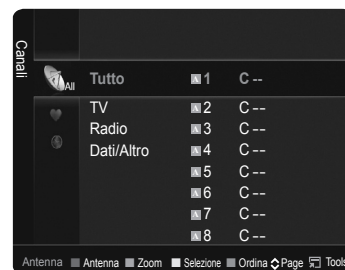 Canali
All Tutto A 1 C --
TV A 2 C --
Radio A 3 C --
Dati/Altro A 4 C --
A 5 C --
A 6 C --
A 7 C --
A 8 C --
Antenna Antenna Zoom Selezione Ordina Page Tools